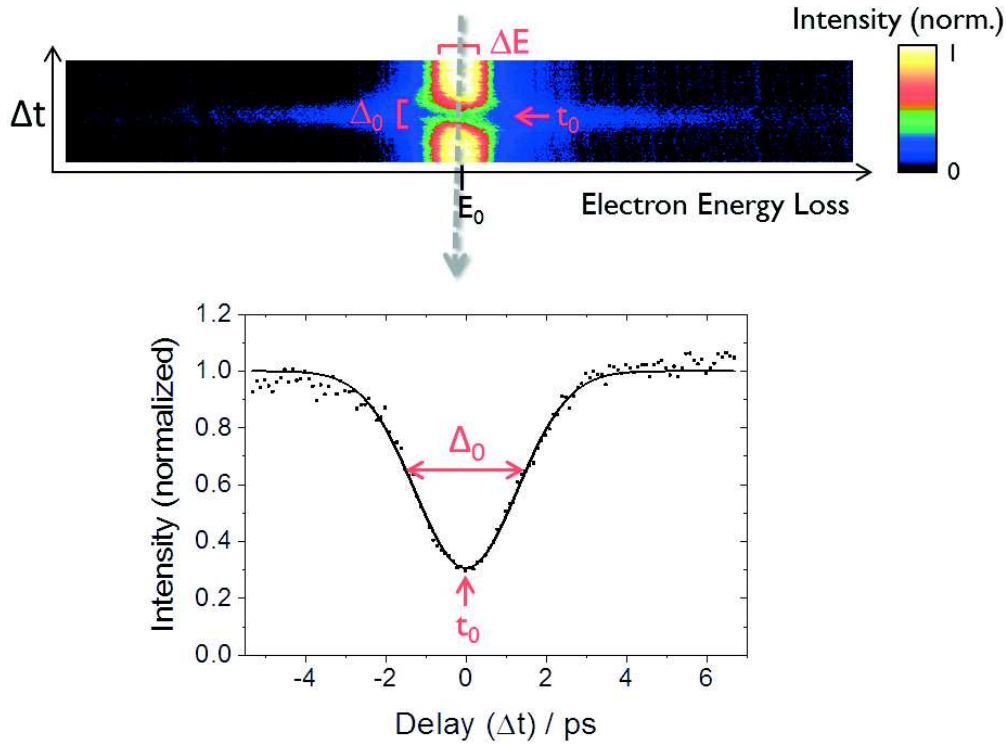 Intensity (norm.)
1
0
ΔE
Δt
Δ₀
t₀
E₀
Electron Energy Loss
Intensity (normalized)
1.2
1.0
0.8
0.6
0.4
0.2
0.0
Δ₀
t₀
-4 -2 0 2 4 6
Delay (Δt) / ps